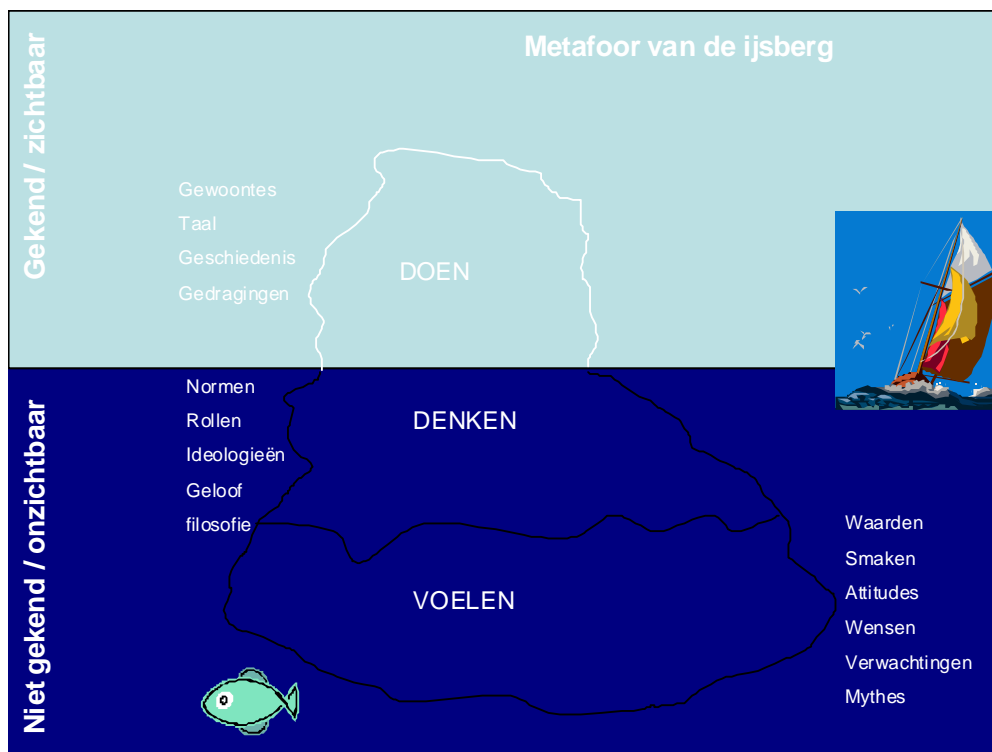 Metafoor van de ijsberg
Gekend / zichtbaar
Gewoontes
Taal
Geschiedenis
Gedragingen
DOEN
Niet gekend / onzichtbaar
Normen
Rollen
Ideologieën
Geloof
filosofie
DENKEN
VOELEN
Waarden
Smaken
Attitudes
Wensen
Verwachtingen
Mythes